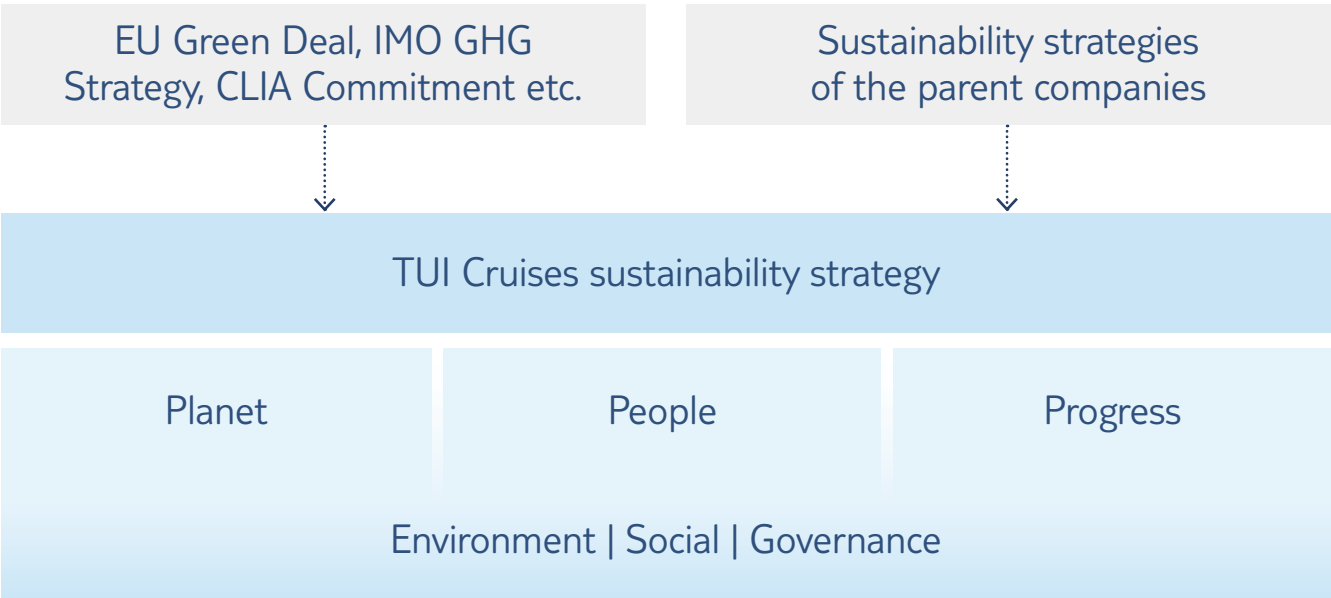 EU Green Deal, IMO GHG
Strategy, CLIA Commitment etc.
Sustainability strategies
of the parent companies
TUI Cruises sustainability strategy
Planet
People
Progress
Environment | Social | Governance